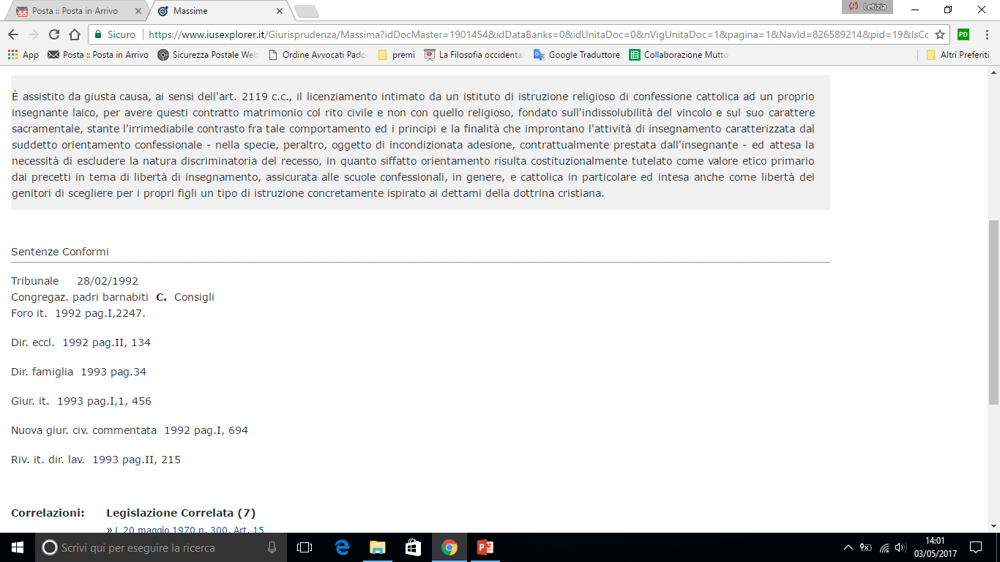 55 Posta :: Posta in Arrivo
Massime
Letizia
Sicuro https://www.iusexplorer.it/Giurisprudenza/Massima?idDocMaster=1901454&idDataBanks=0&idUnitaDoc=0&nVigUnitaDoc=1&pagina=1&NavId=826589214&pid=19&IsCo
PD
App Posta :: Posta in Arrivo Sicurezza Postale Web Ordine Avvocati Pado premi La Filosofia occidental Google Traduttore Collaborazione Mutto Altri Preferiti
È assistito da giusta causa, ai sensi dell'art. 2119 c.c., il licenziamento intimato da un istituto di istruzione religioso di confessione cattolica ad un proprio
insegnante laico, per avere questi contratto matrimonio col rito civile e non con quello religioso, fondato sull'indissolubilità del vincolo e sul suo carattere
sacramentale, stante l'irrimediabile contrasto fra tale comportamento ed i principi e la finalità che improntano l'attività di insegnamento caratterizzata dal
suddetto orientamento confessionale - nella specie, peraltro, oggetto di incondizionata adesione, contrattualmente prestata dall'insegnante - ed attesa la
necessità di escludere la natura discriminatoria del recesso, in quanto siffatto orientamento risulta costituzionalmente tutelato come valore etico primario
dai precetti in tema di libertà di insegnamento, assicurata alle scuole confessionali, in genere, e cattolica in particolare ed intesa anche come libertà dei
genitori di scegliere per i propri figli un tipo di istruzione concretamente ispirato ai dettami della dottrina cristiana.
Sentenze Conformi
Tribunale 28/02/1992
Congregaz. padri barnabiti C. Consigli
Foro it. 1992 pag.I,2247.
Dir. eccl. 1992 pag.II, 134
Dir. famiglia 1993 pag.34
Giur. it. 1993 pag.I,1, 456
Nuova giur. civ. commentata 1992 pag.I, 694
Riv. it. dir. lav. 1993 pag.II, 215
Correlazioni: Legislazione Correlata (7)
» L 20 maggio 1970 n. 300, Art. 15
Scrivi qui per eseguire la ricerca
14:01
03/05/2017